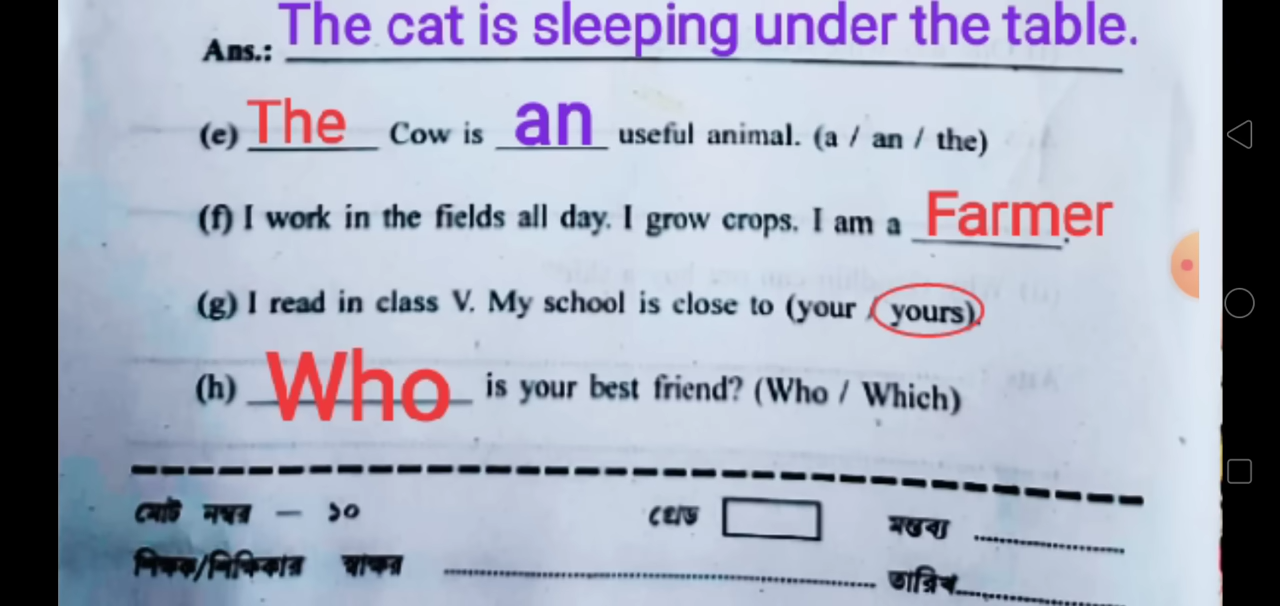 The cat is sleeping under the table.
Ans.:
(e) The Cow is an useful animal. (a / an / the)
(f) I work in the fields all day. I grow crops. I am a Farmer.
(g) I read in class V. My school is close to (your / yours).
(h) Who is your best friend? (Who / Which)
মোট নম্বর — ১০ গ্রেড মন্তব্য
শিক্ষক/শিক্ষিকার স্বাক্ষর তারিখ